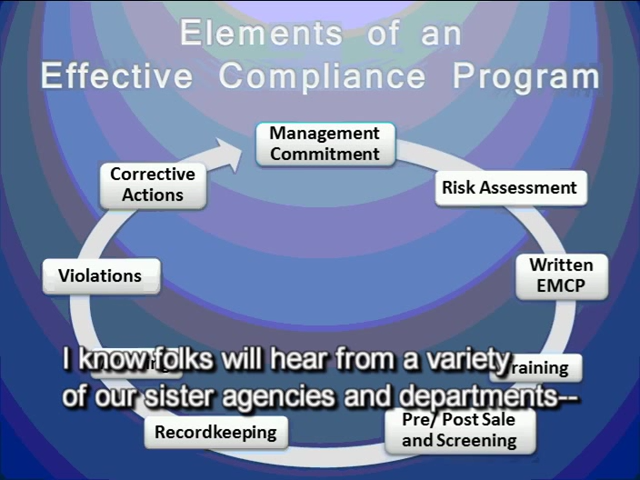 Elements of an
Effective Compliance Program
Management
Commitment
Corrective
Actions
Risk Assessment
Violations
Written
EMCP
I know folks will hear from a variety
of our sister agencies and departments--
Training
Recordkeeping
Pre/ Post Sale
and Screening